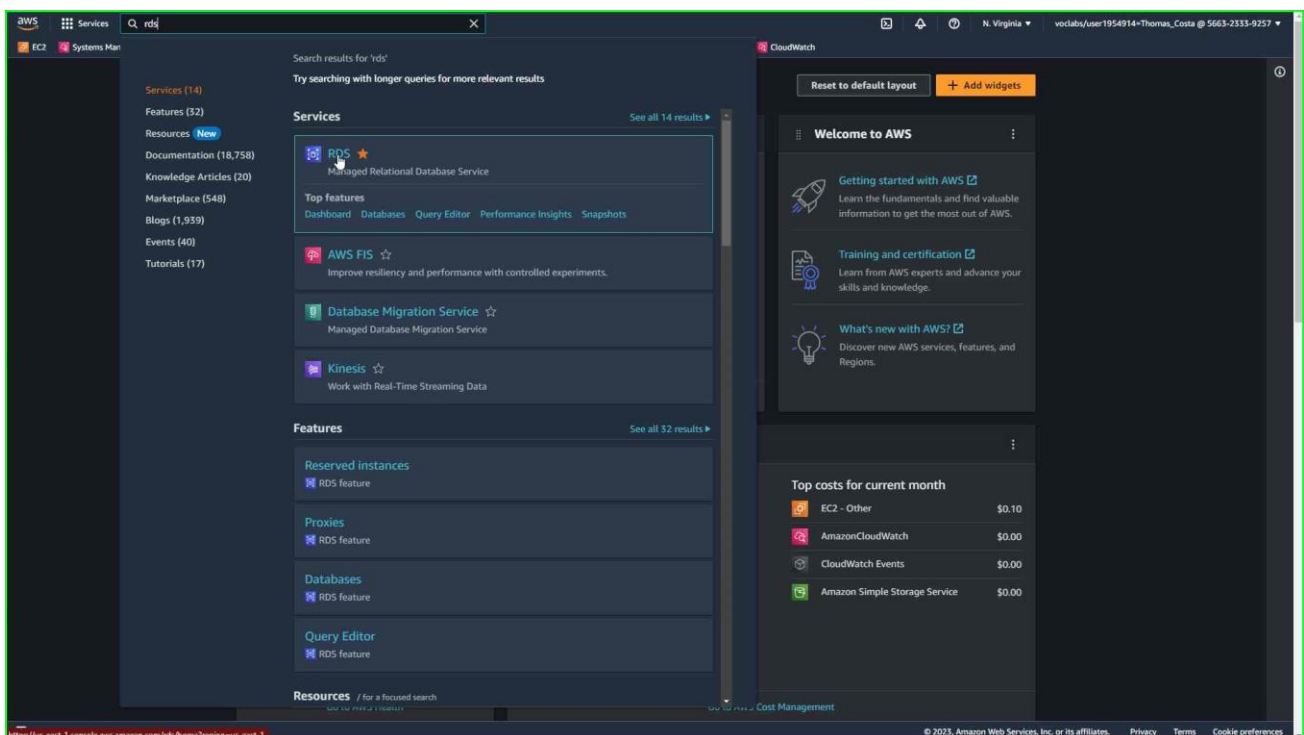 aws
Services
rds
N. Virginia
voclabs/user1954914=Thomas_Costa @ 5663-2333-9257
EC2
Systems Man
CloudWatch
Search results for 'rds'
Try searching with longer queries for more relevant results
Services (14)
Features (32)
Resources New
Documentation (18,758)
Knowledge Articles (20)
Marketplace (548)
Blogs (1,939)
Events (40)
Tutorials (17)
Services
See all 14 results
RDS
Managed Relational Database Service
Top features
Dashboard Databases Query Editor Performance Insights Snapshots
AWS FIS
Improve resiliency and performance with controlled experiments.
Database Migration Service
Managed Database Migration Service
Kinesis
Work with Real-Time Streaming Data
Features
See all 32 results
Reserved instances
RDS feature
Proxies
RDS feature
Databases
RDS feature
Query Editor
RDS feature
Resources / for a focused search
Reset to default layout
+ Add widgets
Welcome to AWS
Getting started with AWS
Learn the fundamentals and find valuable
information to get the most out of AWS.
Training and certification
Learn from AWS experts and advance your
skills and knowledge.
What's new with AWS?
Discover new AWS services, features, and
Regions.
Top costs for current month
EC2 - Other $0.10
AmazonCloudWatch $0.00
CloudWatch Events $0.00
Amazon Simple Storage Service $0.00
Go to AWS Health
Go to AWS Cost Management
© 2023, Amazon Web Services, Inc. or its affiliates.
Privacy
Terms
Cookie preferences